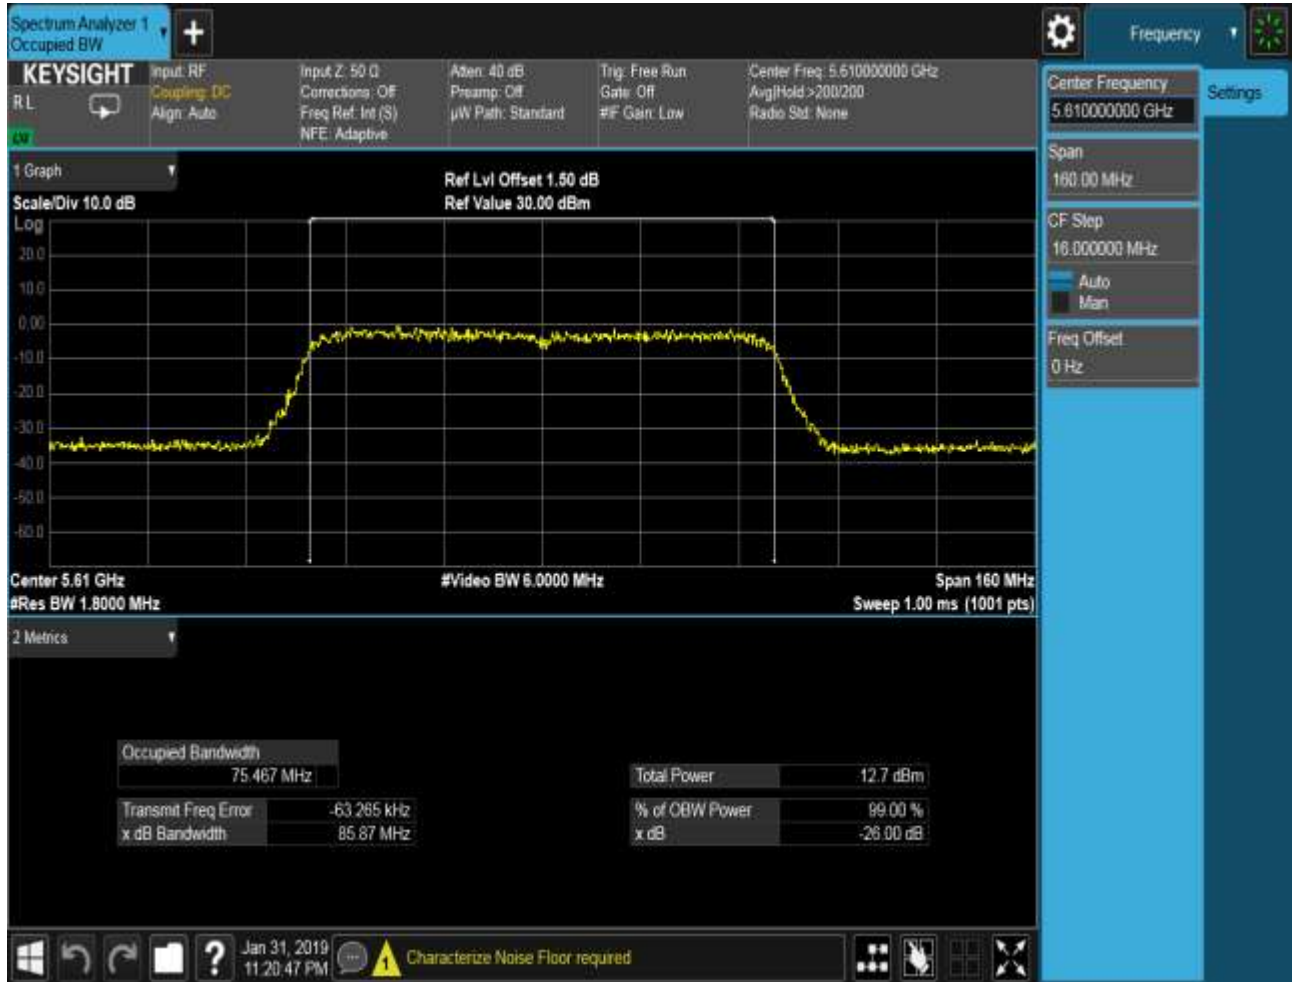 Spectrum Analyzer 1
Occupied BW
Frequency
KEYSIGHT
R L
Input: RF
Coupling: DC
Align: Auto
Input Z: 50 Ω
Corrections: Off
Freq Ref: Int (S)
NFE: Adaptive
Atten: 40 dB
Preamp: Off
µW Path: Standard
Trig: Free Run
Gate: Off
#IF Gain: Low
Center Freq: 5.610000000 GHz
Avg|Hold:>200/200
Radio Std: None
Center Frequency
5.610000000 GHz
Settings
Span
160.00 MHz
CF Step
16.000000 MHz
Auto
Man
Freq Offset
0 Hz
1 Graph
Scale/Div 10.0 dB
Ref Lvl Offset 1.50 dB
Ref Value 30.00 dBm
Log
20.0
10.0
0.00
-10.0
-20.0
-30.0
-40.0
-50.0
-60.0
Center 5.61 GHz
#Video BW 6.0000 MHz
Span 160 MHz
#Res BW 1.8000 MHz
Sweep 1.00 ms (1001 pts)
2 Metrics
Occupied Bandwidth
75.467 MHz
Total Power 12.7 dBm
Transmit Freq Error -63.265 kHz
% of OBW Power 99.00 %
x dB Bandwidth 85.87 MHz
x dB -26.00 dB
Jan 31, 2019
11:20:47 PM
1
Characterize Noise Floor required